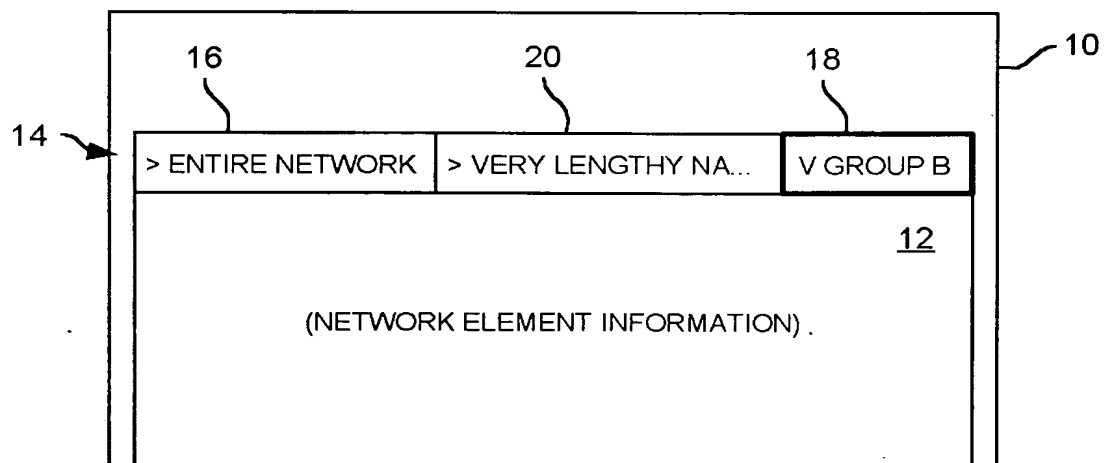 16 20 18 10
14
> ENTIRE NETWORK > VERY LENGTHY NA... V GROUP B
12
(NETWORK ELEMENT INFORMATION)